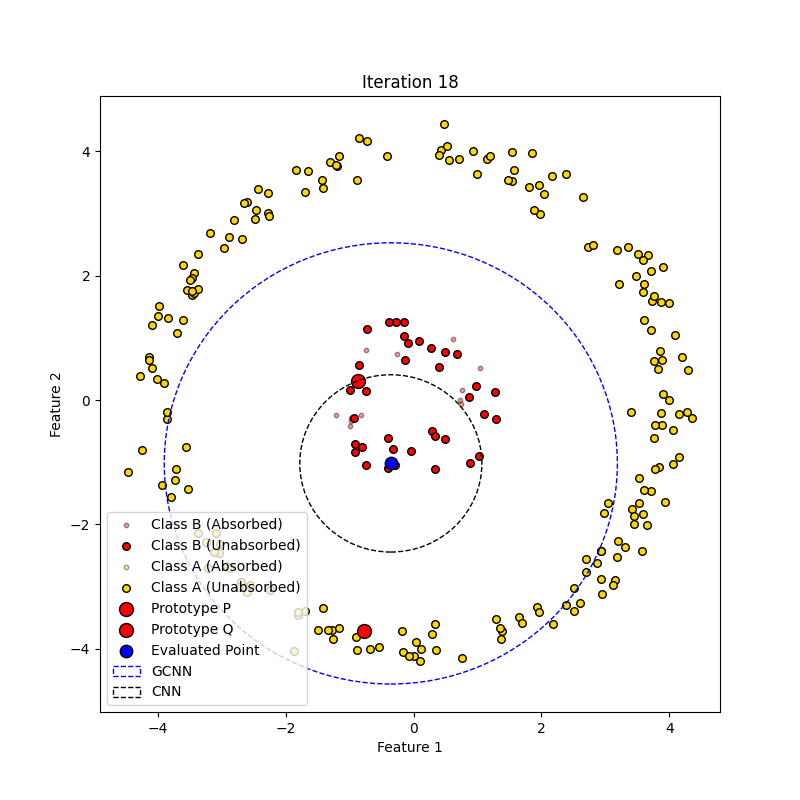 Iteration 18
Feature 2
4
2
0
−2
−4
Class B (Absorbed)
Class B (Unabsorbed)
Class A (Absorbed)
Class A (Unabsorbed)
Prototype P
Prototype Q
Evaluated Point
GCNN
CNN
−4 −2 0 2 4
Feature 1